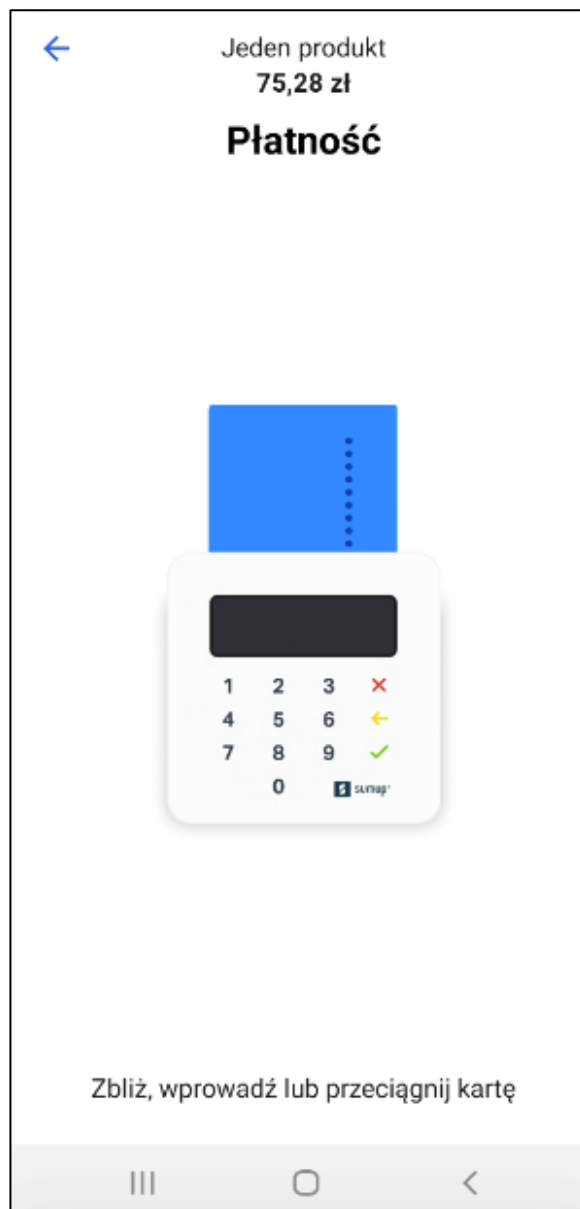 Jeden produkt
75,28 zł
Płatność
1 2 3
4 5 6
7 8 9
0 sumup
Zbliż, wprowadź lub przeciągnij kartę